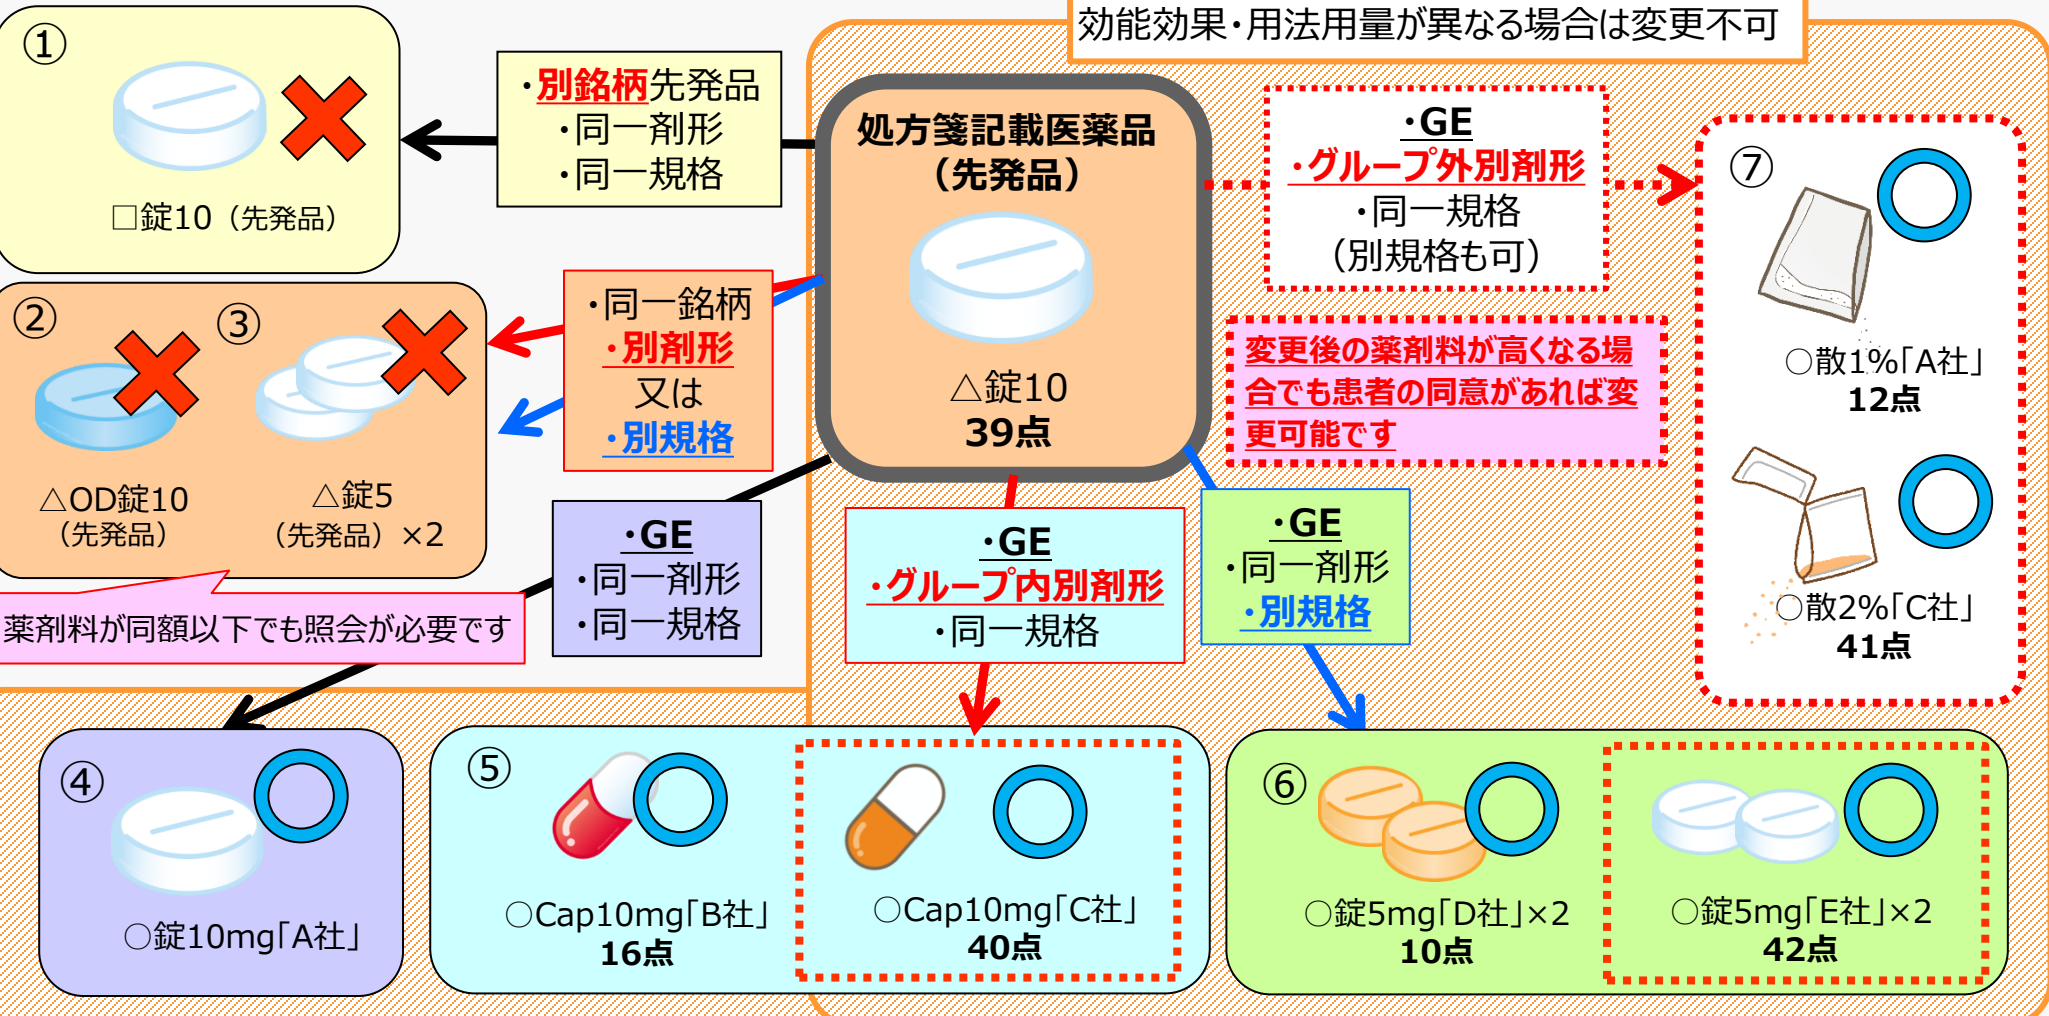 効能効果・用法用量が異なる場合は変更不可
①
□錠10（先発品）
・別銘柄先発品
・同一剤形
・同一規格
処方箋記載医薬品
（先発品）
△錠10
39点
・GE
・グループ外別剤形
・同一規格
（別規格も可）
⑦
○散1%「A社」
12点
○散2%「C社」
41点
変更後の薬剤料が高くなる場
合でも患者の同意があれば変
更可能です
②
△OD錠10
（先発品）
③
△錠5
（先発品）×2
・同一銘柄
・別剤形
又は
・別規格
薬剤料が同額以下でも照会が必要です
・GE
・同一剤形
・同一規格
・GE
・グループ内別剤形
・同一規格
・GE
・同一剤形
・別規格
④
○錠10mg「A社」
⑤
○Cap10mg「B社」
16点
○Cap10mg「C社」
40点
⑥
○錠5mg「D社」×2
10点
○錠5mg「E社」×2
42点